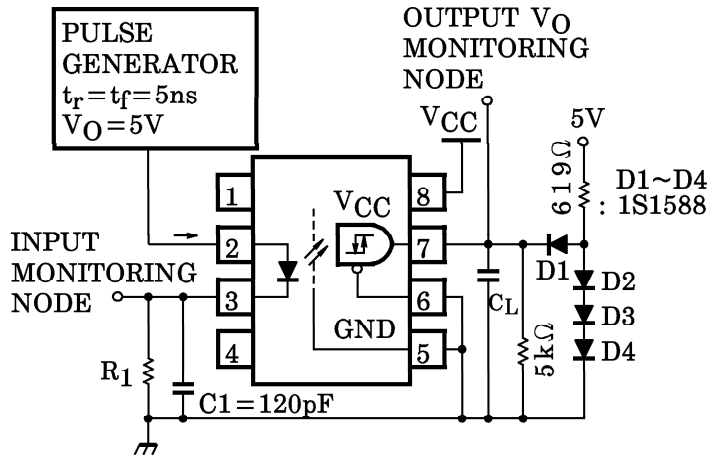 PULSE
GENERATOR
tr=tf=5ns
VO=5V
OUTPUT VO
MONITORING
NODE
VCC
5V
619Ω
D1~D4
: 1S1588
1
2
3
4
8
7
6
5
VCC
GND
INPUT
MONITORING
NODE
D1
D2
D3
D4
CL
5kΩ
R1
C1=120pF